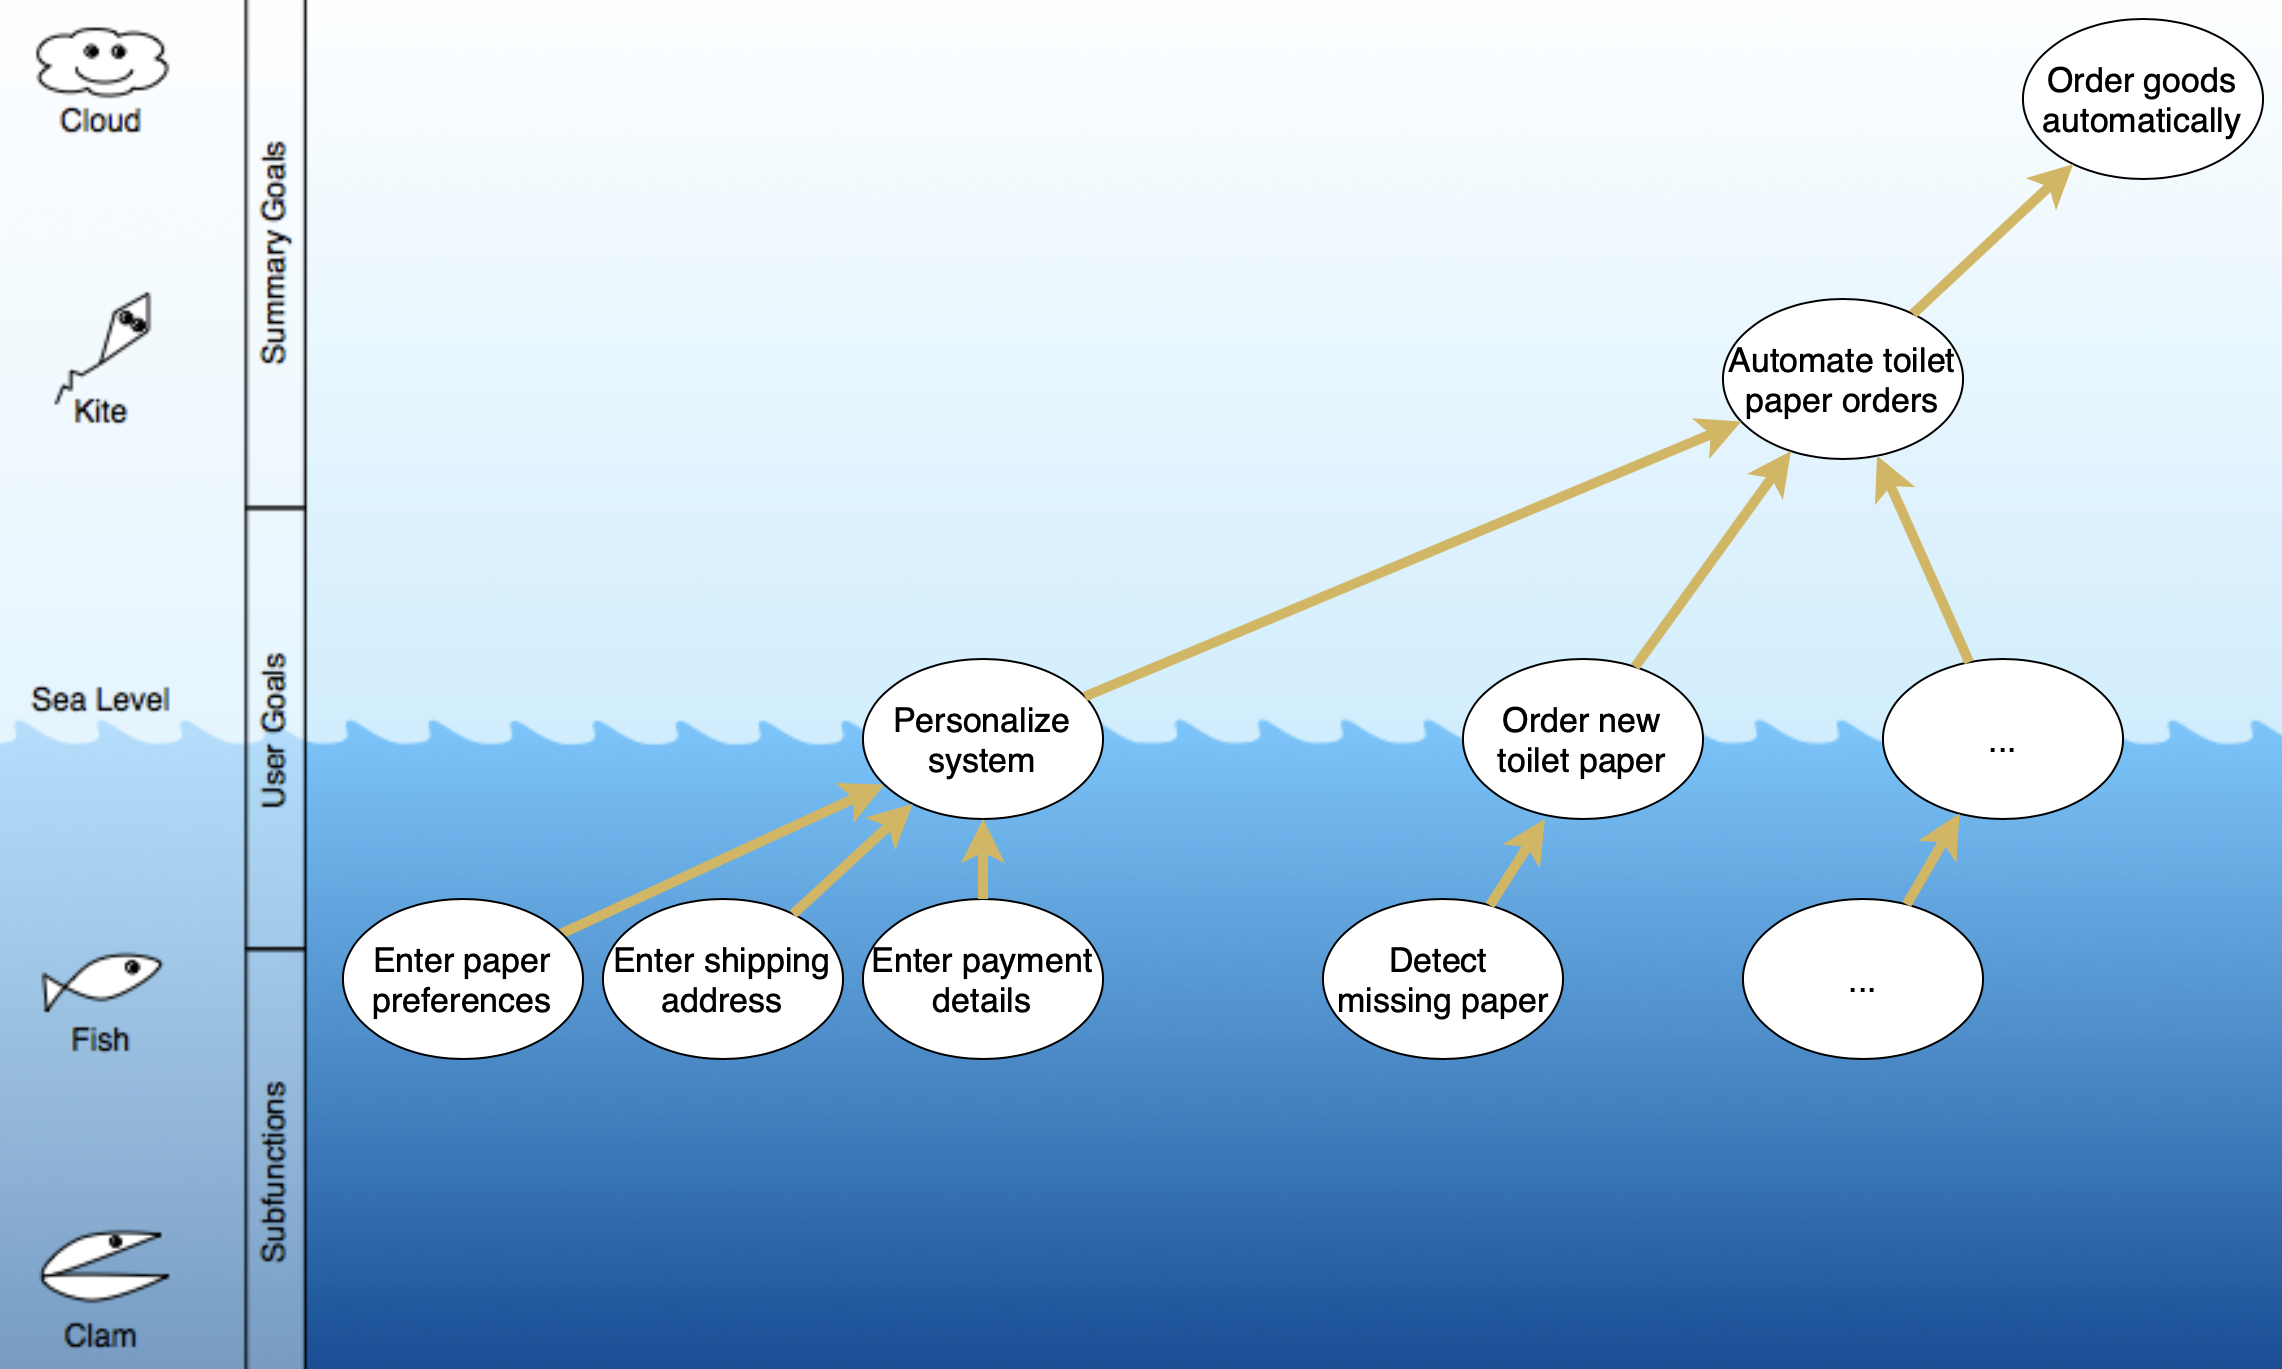 Cloud
Kite
Sea Level
Fish
Clam
Summary Goals
User Goals
Subfunctions
Order goods
automatically
Automate toilet
paper orders
Personalize
system
Order new
toilet paper
...
Enter paper
preferences
Enter shipping
address
Enter payment
details
Detect
missing paper
...